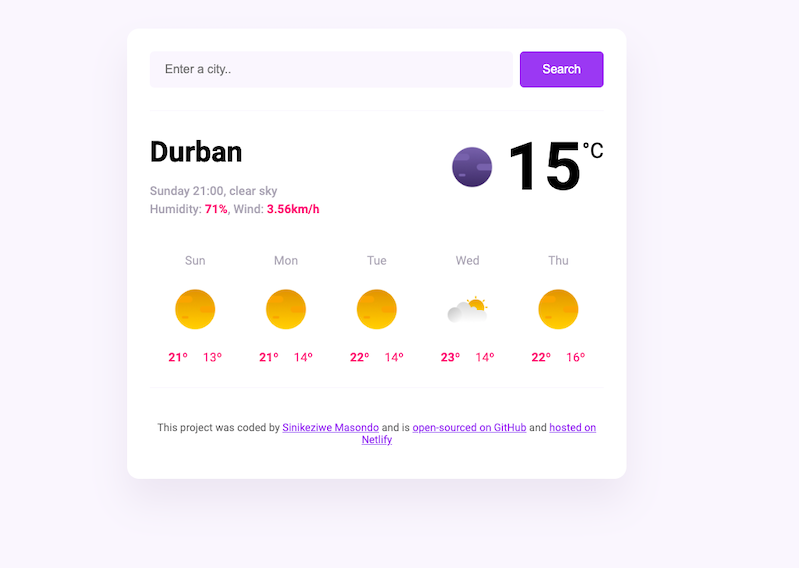 Enter a city..
Search
Durban
15°C
Sunday 21:00, clear sky
Humidity: 71%, Wind: 3.56km/h
Sun Mon Tue Wed Thu
21° 13° 21° 14° 22° 14° 23° 14° 22° 16°
This project was coded by Sinikeziwe Masondo and is open-sourced on GitHub and hosted on
Netlify